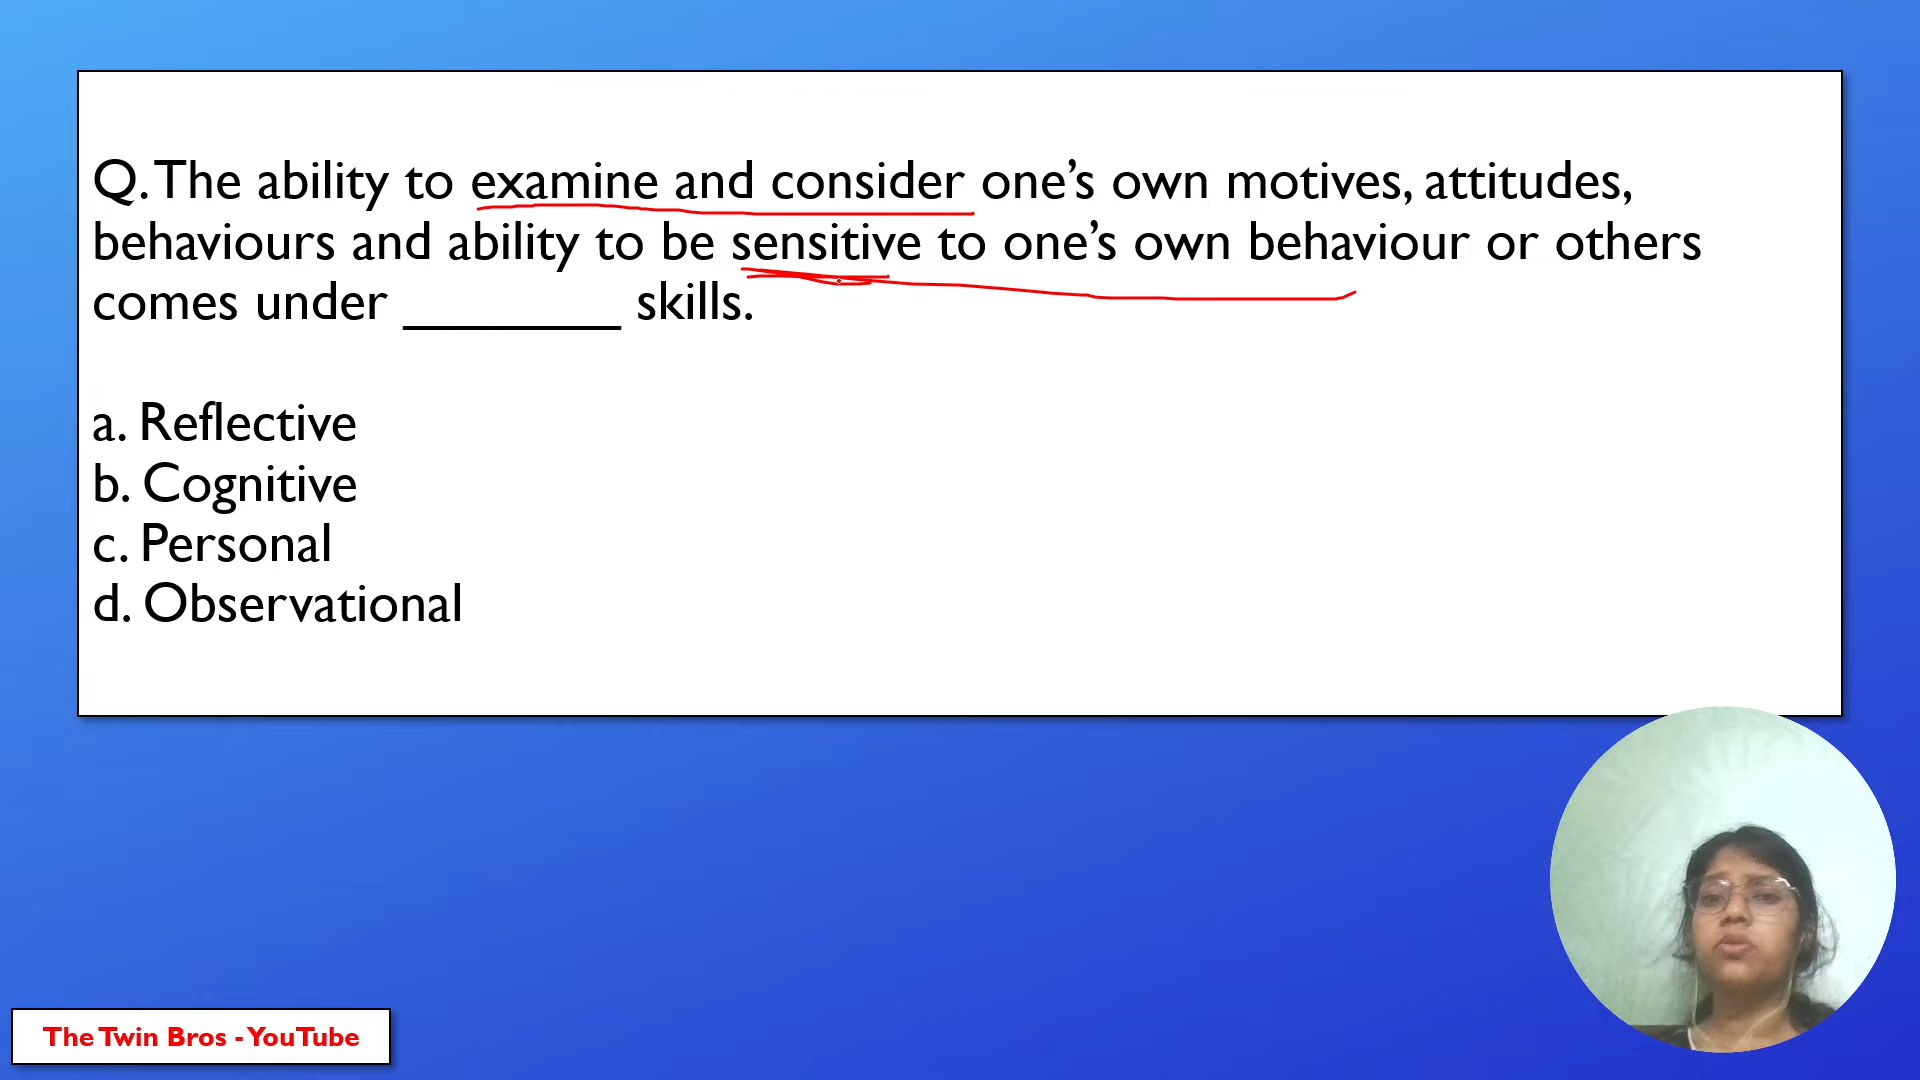 Q. The ability to examine and consider one’s own motives, attitudes,
behaviours and ability to be sensitive to one’s own behaviour or others
comes under ________ skills.
a. Reflective
b. Cognitive
c. Personal
d. Observational
The Twin Bros - YouTube